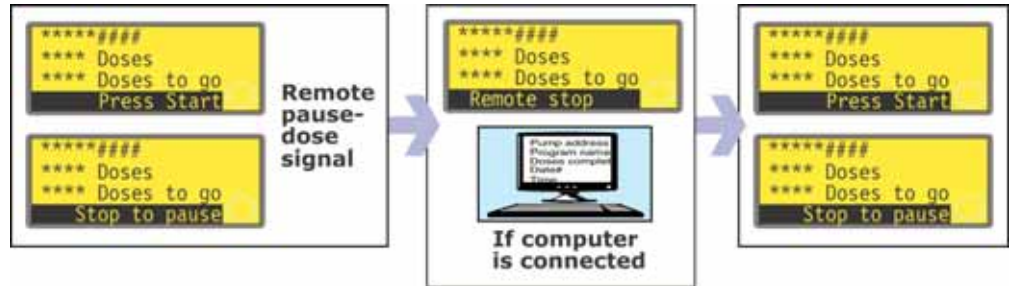 *****####
**** Doses
**** Doses to go
Press Start
*****####
**** Doses
**** Doses to go
Stop to pause
Remote
pause-
dose
signal
*****####
**** Doses
**** Doses to go
Remote stop
Pump address
Program name
Doses complet
Date#
Time
If computer
is connected
*****####
**** Doses
**** Doses to go
Press Start
*****####
**** Doses
**** Doses to go
Stop to pause